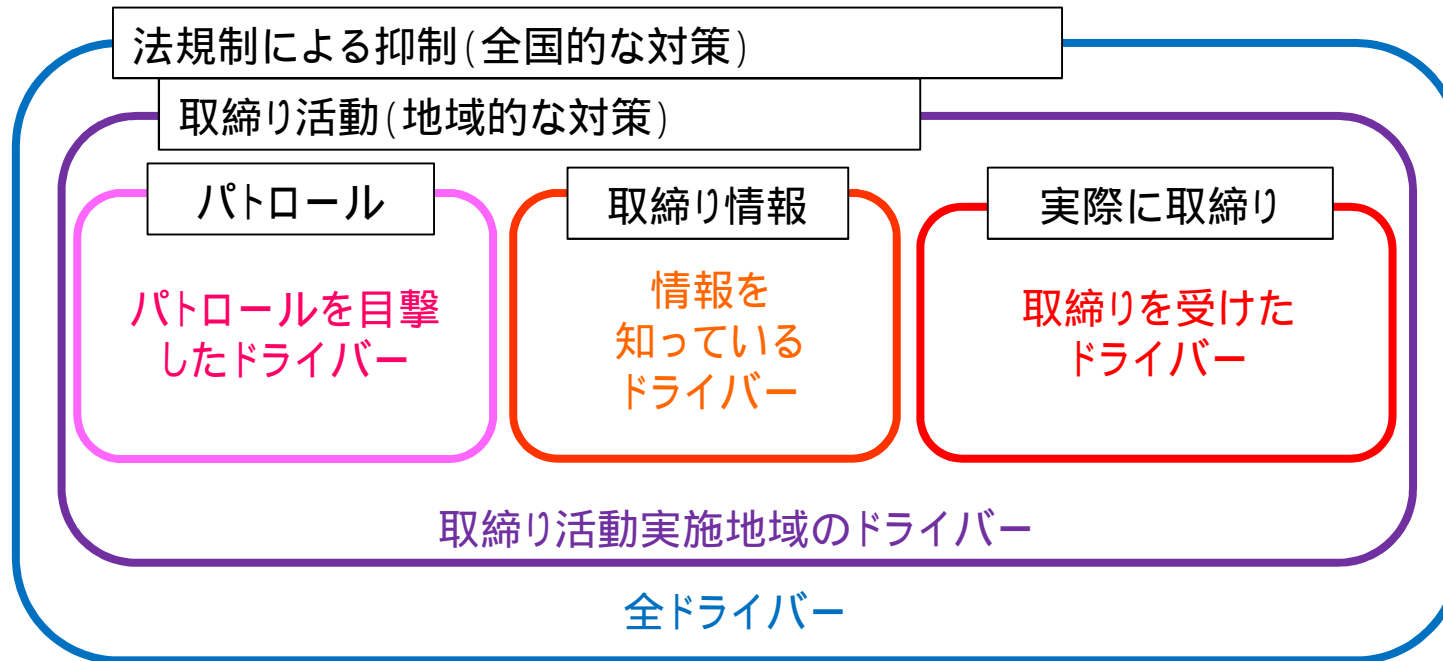 法規制による抑制(全国的な対策)
取締り活動(地域的な対策)
パトロール
パトロールを目撃
したドライバー
取締り情報
情報を
知っている
ドライバー
実際に取締り
取締りを受けた
ドライバー
取締り活動実施地域のドライバー
全ドライバー